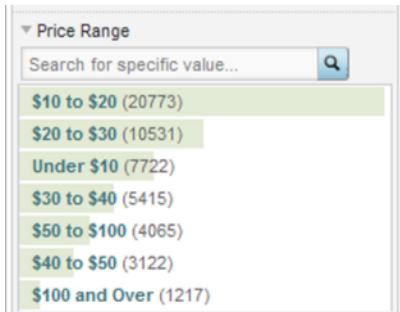 Price Range
Search for specific value...
$10 to $20 (20773)
$20 to $30 (10531)
Under $10 (7722)
$30 to $40 (5415)
$50 to $100 (4065)
$40 to $50 (3122)
$100 and Over (1217)